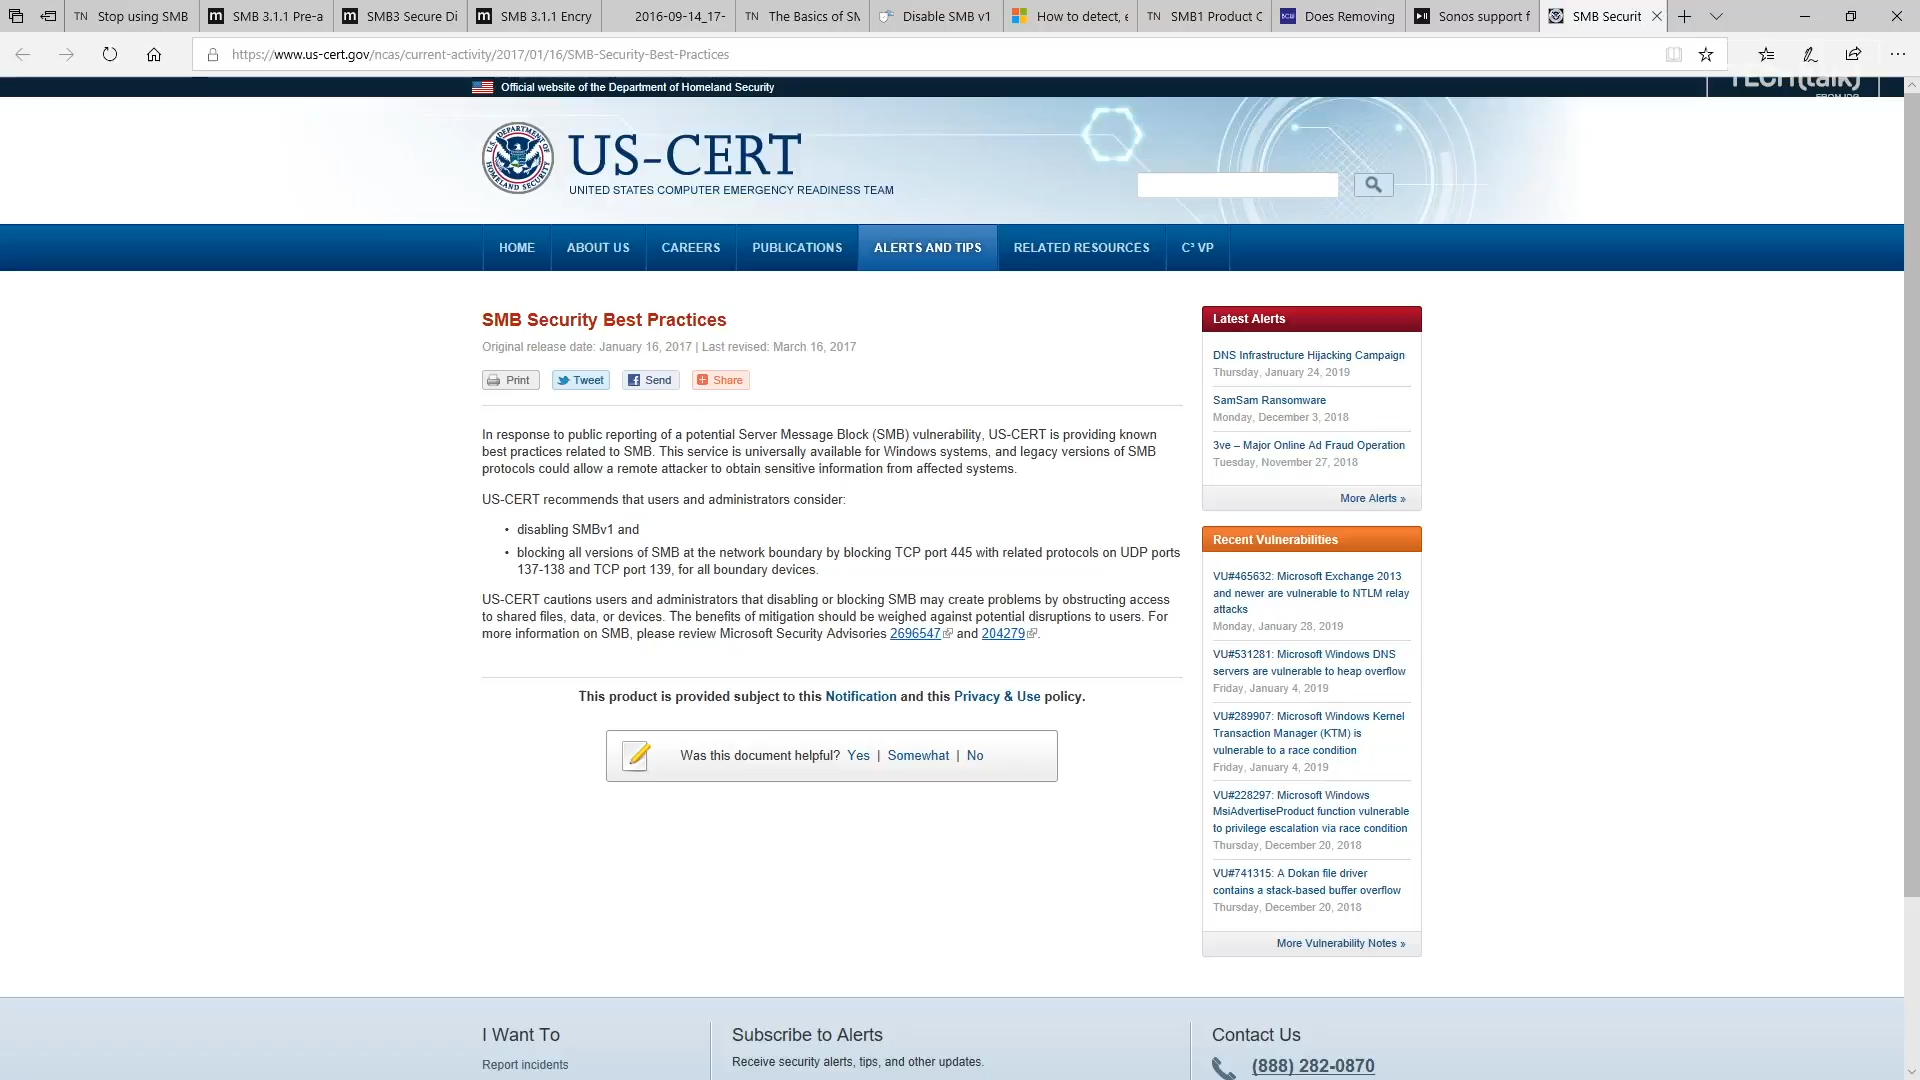 TN Stop using SMB
m SMB 3.1.1 Pre-a
m SMB3 Secure Di
m SMB 3.1.1 Encry
2016-09-14_17-
TN The Basics of SM
Disable SMB v1
How to detect, e
TN SMB1 Product C
BCW Does Removing
Sonos support f
SMB Securit
https://www.us-cert.gov/ncas/current-activity/2017/01/16/SMB-Security-Best-Practices
TECH(talk)
FROM IDG
Official website of the Department of Homeland Security
U.S. DEPARTMENT OF HOMELAND SECURITY
US-CERT
UNITED STATES COMPUTER EMERGENCY READINESS TEAM
HOME
ABOUT US
CAREERS
PUBLICATIONS
ALERTS AND TIPS
RELATED RESOURCES
C³ VP
SMB Security Best Practices
Original release date: January 16, 2017 | Last revised: March 16, 2017
Print
Tweet
Send
Share
In response to public reporting of a potential Server Message Block (SMB) vulnerability, US-CERT is providing known
best practices related to SMB. This service is universally available for Windows systems, and legacy versions of SMB
protocols could allow a remote attacker to obtain sensitive information from affected systems.
US-CERT recommends that users and administrators consider:
• disabling SMBv1 and
• blocking all versions of SMB at the network boundary by blocking TCP port 445 with related protocols on UDP ports
137-138 and TCP port 139, for all boundary devices.
US-CERT cautions users and administrators that disabling or blocking SMB may create problems by obstructing access
to shared files, data, or devices. The benefits of mitigation should be weighed against potential disruptions to users. For
more information on SMB, please review Microsoft Security Advisories 2696547 and 204279.
This product is provided subject to this Notification and this Privacy & Use policy.
Was this document helpful? Yes | Somewhat | No
Latest Alerts
DNS Infrastructure Hijacking Campaign
Thursday, January 24, 2019
SamSam Ransomware
Monday, December 3, 2018
3ve – Major Online Ad Fraud Operation
Tuesday, November 27, 2018
More Alerts »
Recent Vulnerabilities
VU#465632: Microsoft Exchange 2013
and newer are vulnerable to NTLM relay
attacks
Monday, January 28, 2019
VU#531281: Microsoft Windows DNS
servers are vulnerable to heap overflow
Friday, January 4, 2019
VU#289907: Microsoft Windows Kernel
Transaction Manager (KTM) is
vulnerable to a race condition
Friday, January 4, 2019
VU#228297: Microsoft Windows
MsiAdvertiseProduct function vulnerable
to privilege escalation via race condition
Thursday, December 20, 2018
VU#741315: A Dokan file driver
contains a stack-based buffer overflow
Thursday, December 20, 2018
More Vulnerability Notes »
I Want To
Report incidents
Subscribe to Alerts
Receive security alerts, tips, and other updates.
Contact Us
(888) 282-0870